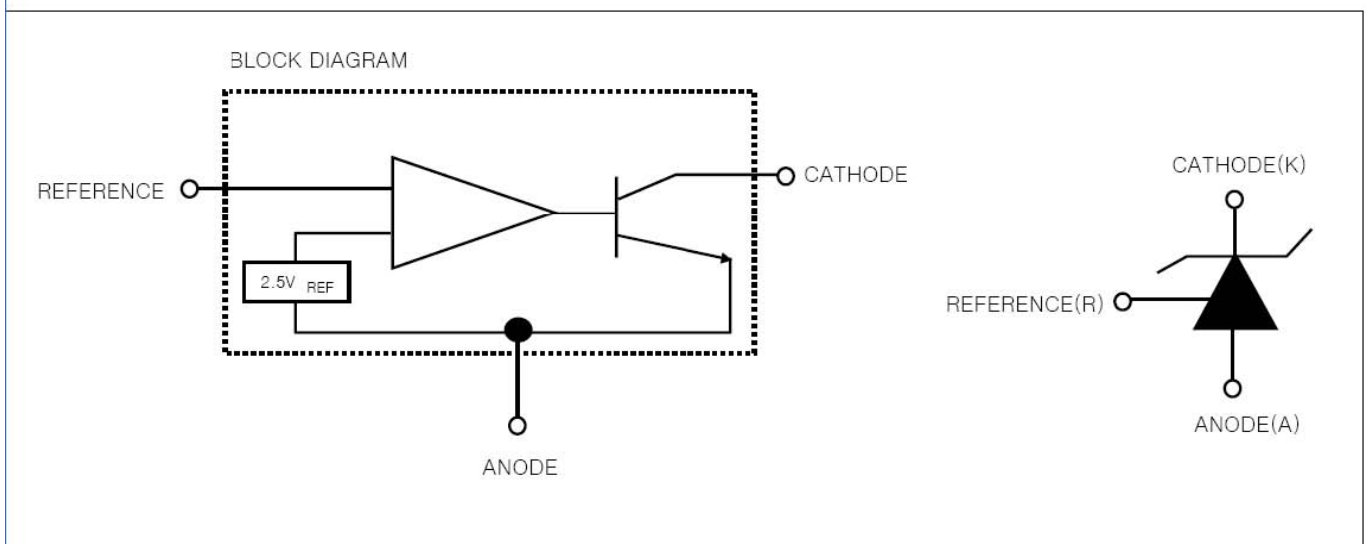 BLOCK DIAGRAM
REFERENCE
CATHODE
2.5V REF
ANODE
CATHODE(K)
REFERENCE(R)
ANODE(A)